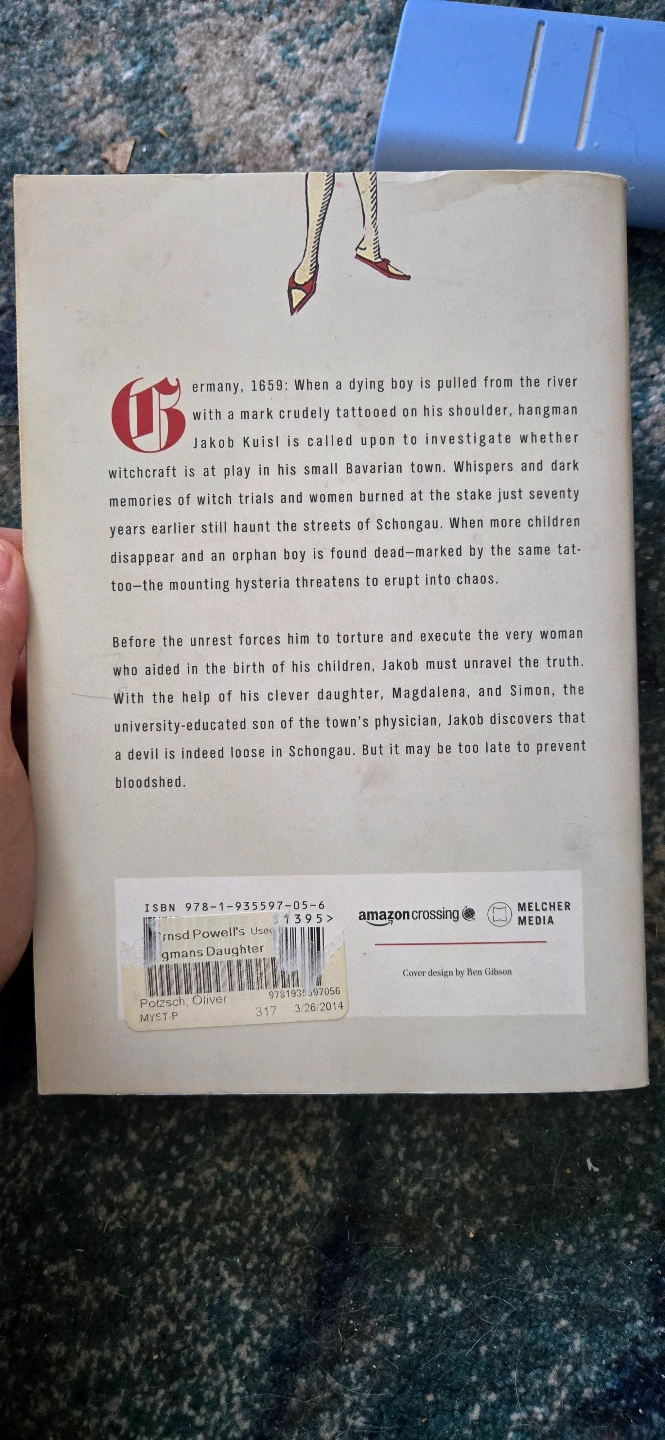 Germany, 1659: When a dying boy is pulled from the river
with a mark crudely tattooed on his shoulder, hangman
Jakob Kuisl is called upon to investigate whether
witchcraft is at play in his small Bavarian town. Whispers and dark
memories of witch trials and women burned at the stake just seventy
years earlier still haunt the streets of Schongau. When more children
disappear and an orphan boy is found dead—marked by the same tat-
too—the mounting hysteria threatens to erupt into chaos.
Before the unrest forces him to torture and execute the very woman
who aided in the birth of his children, Jakob must unravel the truth.
With the help of his clever daughter, Magdalena, and Simon, the
university-educated son of the town's physician, Jakob discovers that
a devil is indeed loose in Schongau. But it may be too late to prevent
bloodshed.
ISBN 978-1-935597-05-6
51395>
Powell's Used
gmans Daughter
Potzsch, Oliver
MYST-P 317 3/26/2014
amazoncrossing
MELCHER
MEDIA
Cover design by Ben Gibson